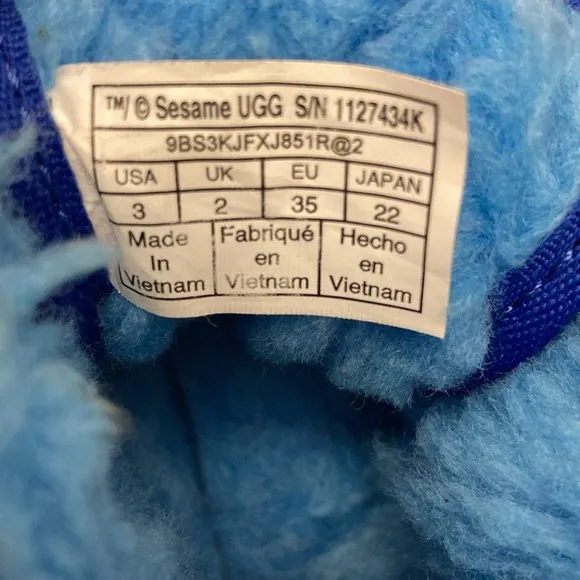 ™/ © Sesame UGG S/N 1127434K
9BS3KJFXJ851R@2
USA UK EU JAPAN
3 2 35 22
Made In Vietnam
Fabriqué en Vietnam
Hecho en Vietnam